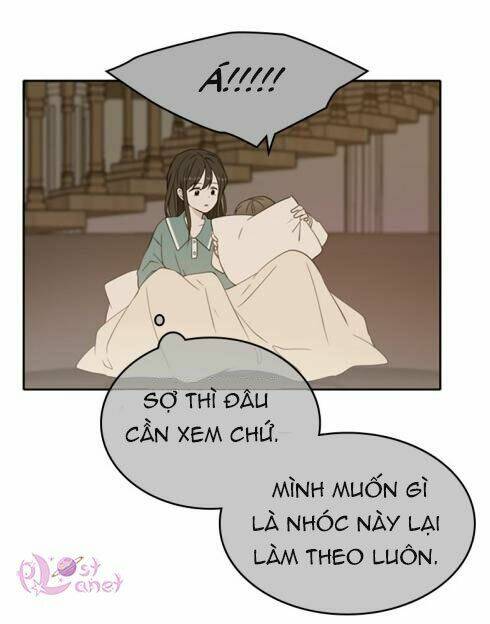 Á!!!!!
SỢ THÌ ĐÂU
CẦN XEM CHỨ.
MÌNH MUỐN GÌ
LÀ NHÓC NÀY LẠI
LÀM THEO LUÔN.
Lost
Planet